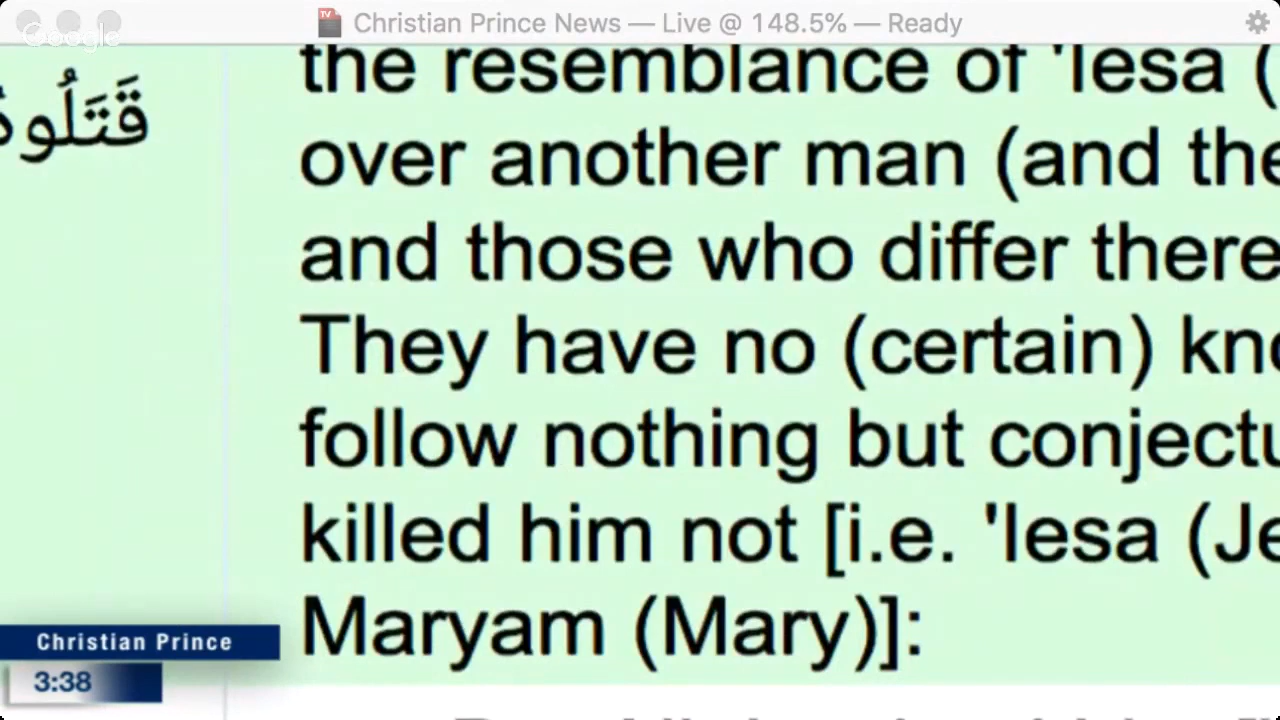 Google
Christian Prince News — Live @ 148.5% — Ready
the resemblance of 'Iesa (
over another man (and the
and those who differ there
They have no (certain) kno
follow nothing but conjectu
killed him not [i.e. 'Iesa (Je
Maryam (Mary)]:
Christian Prince
3:38